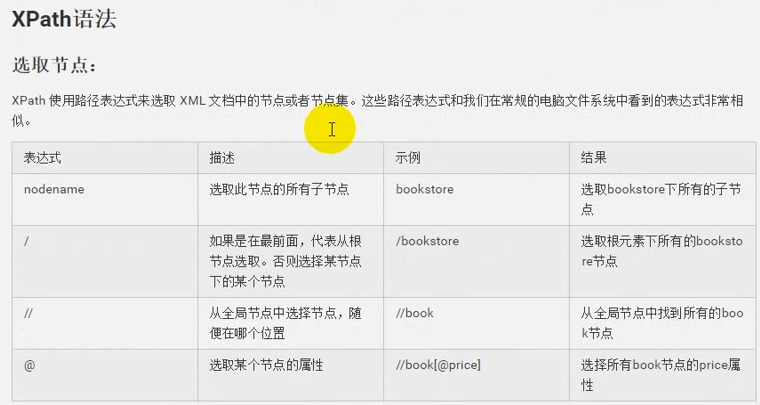 XPath语法
选取节点：
XPath 使用路径表达式来选取 XML 文档中的节点或者节点集。这些路径表达式和我们在常规的电脑文件系统中看到的表达式非常相
似。
表达式 描述 示例 结果
nodename 选取此节点的所有子节点 bookstore 选取bookstore下所有的子节
点
/ 如果是在最前面，代表从根 /bookstore 选取根元素下所有的booksto
节点选取。否则选择某节点 re节点
下的某个节点
// 从全局节点中选择节点，随 //book 从全局节点中找到所有的boo
便在哪个位置 k节点
@ 选取某个节点的属性 //book[@price] 选择所有book节点的price属
性